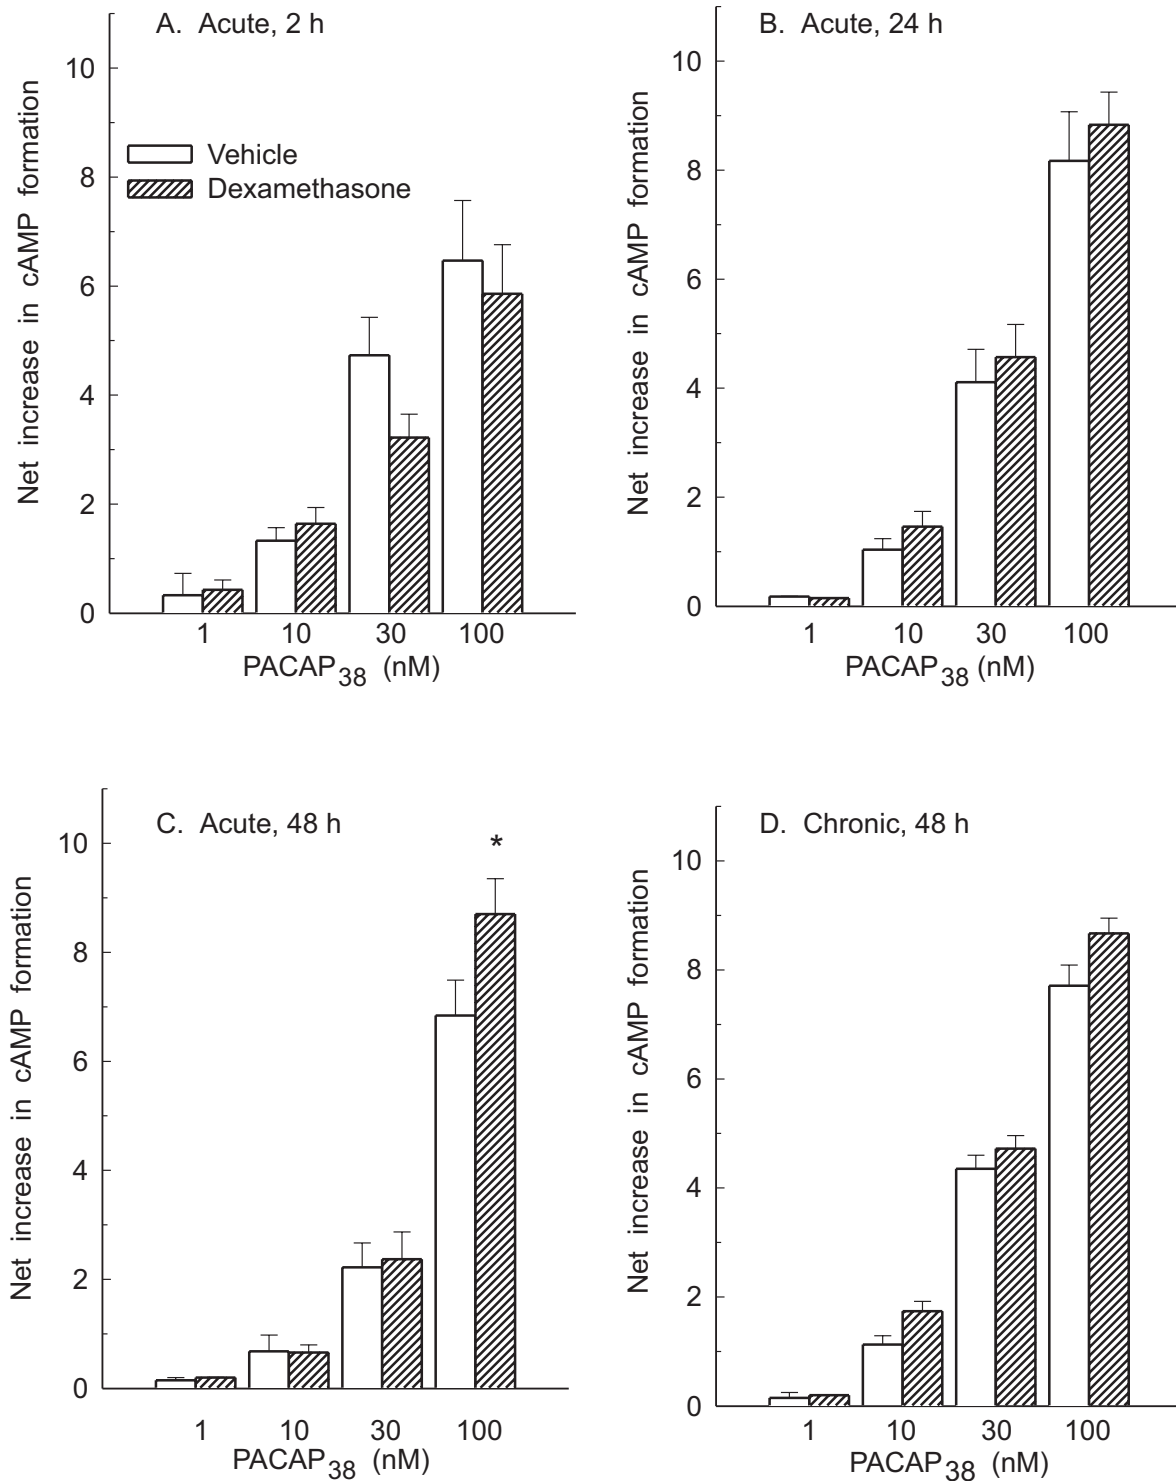 A. Acute, 2 h
Net increase in cAMP formation
10
8
6
4
2
0
Vehicle
Dexamethasone
1 10 30 100
PACAP38 (nM)
B. Acute, 24 h
Net increase in cAMP formation
10
8
6
4
2
0
1 10 30 100
PACAP38 (nM)
C. Acute, 48 h
Net increase in cAMP formation
10
8
6
4
2
0
*
1 10 30 100
PACAP38 (nM)
D. Chronic, 48 h
Net increase in cAMP formation
10
8
6
4
2
0
1 10 30 100
PACAP38 (nM)